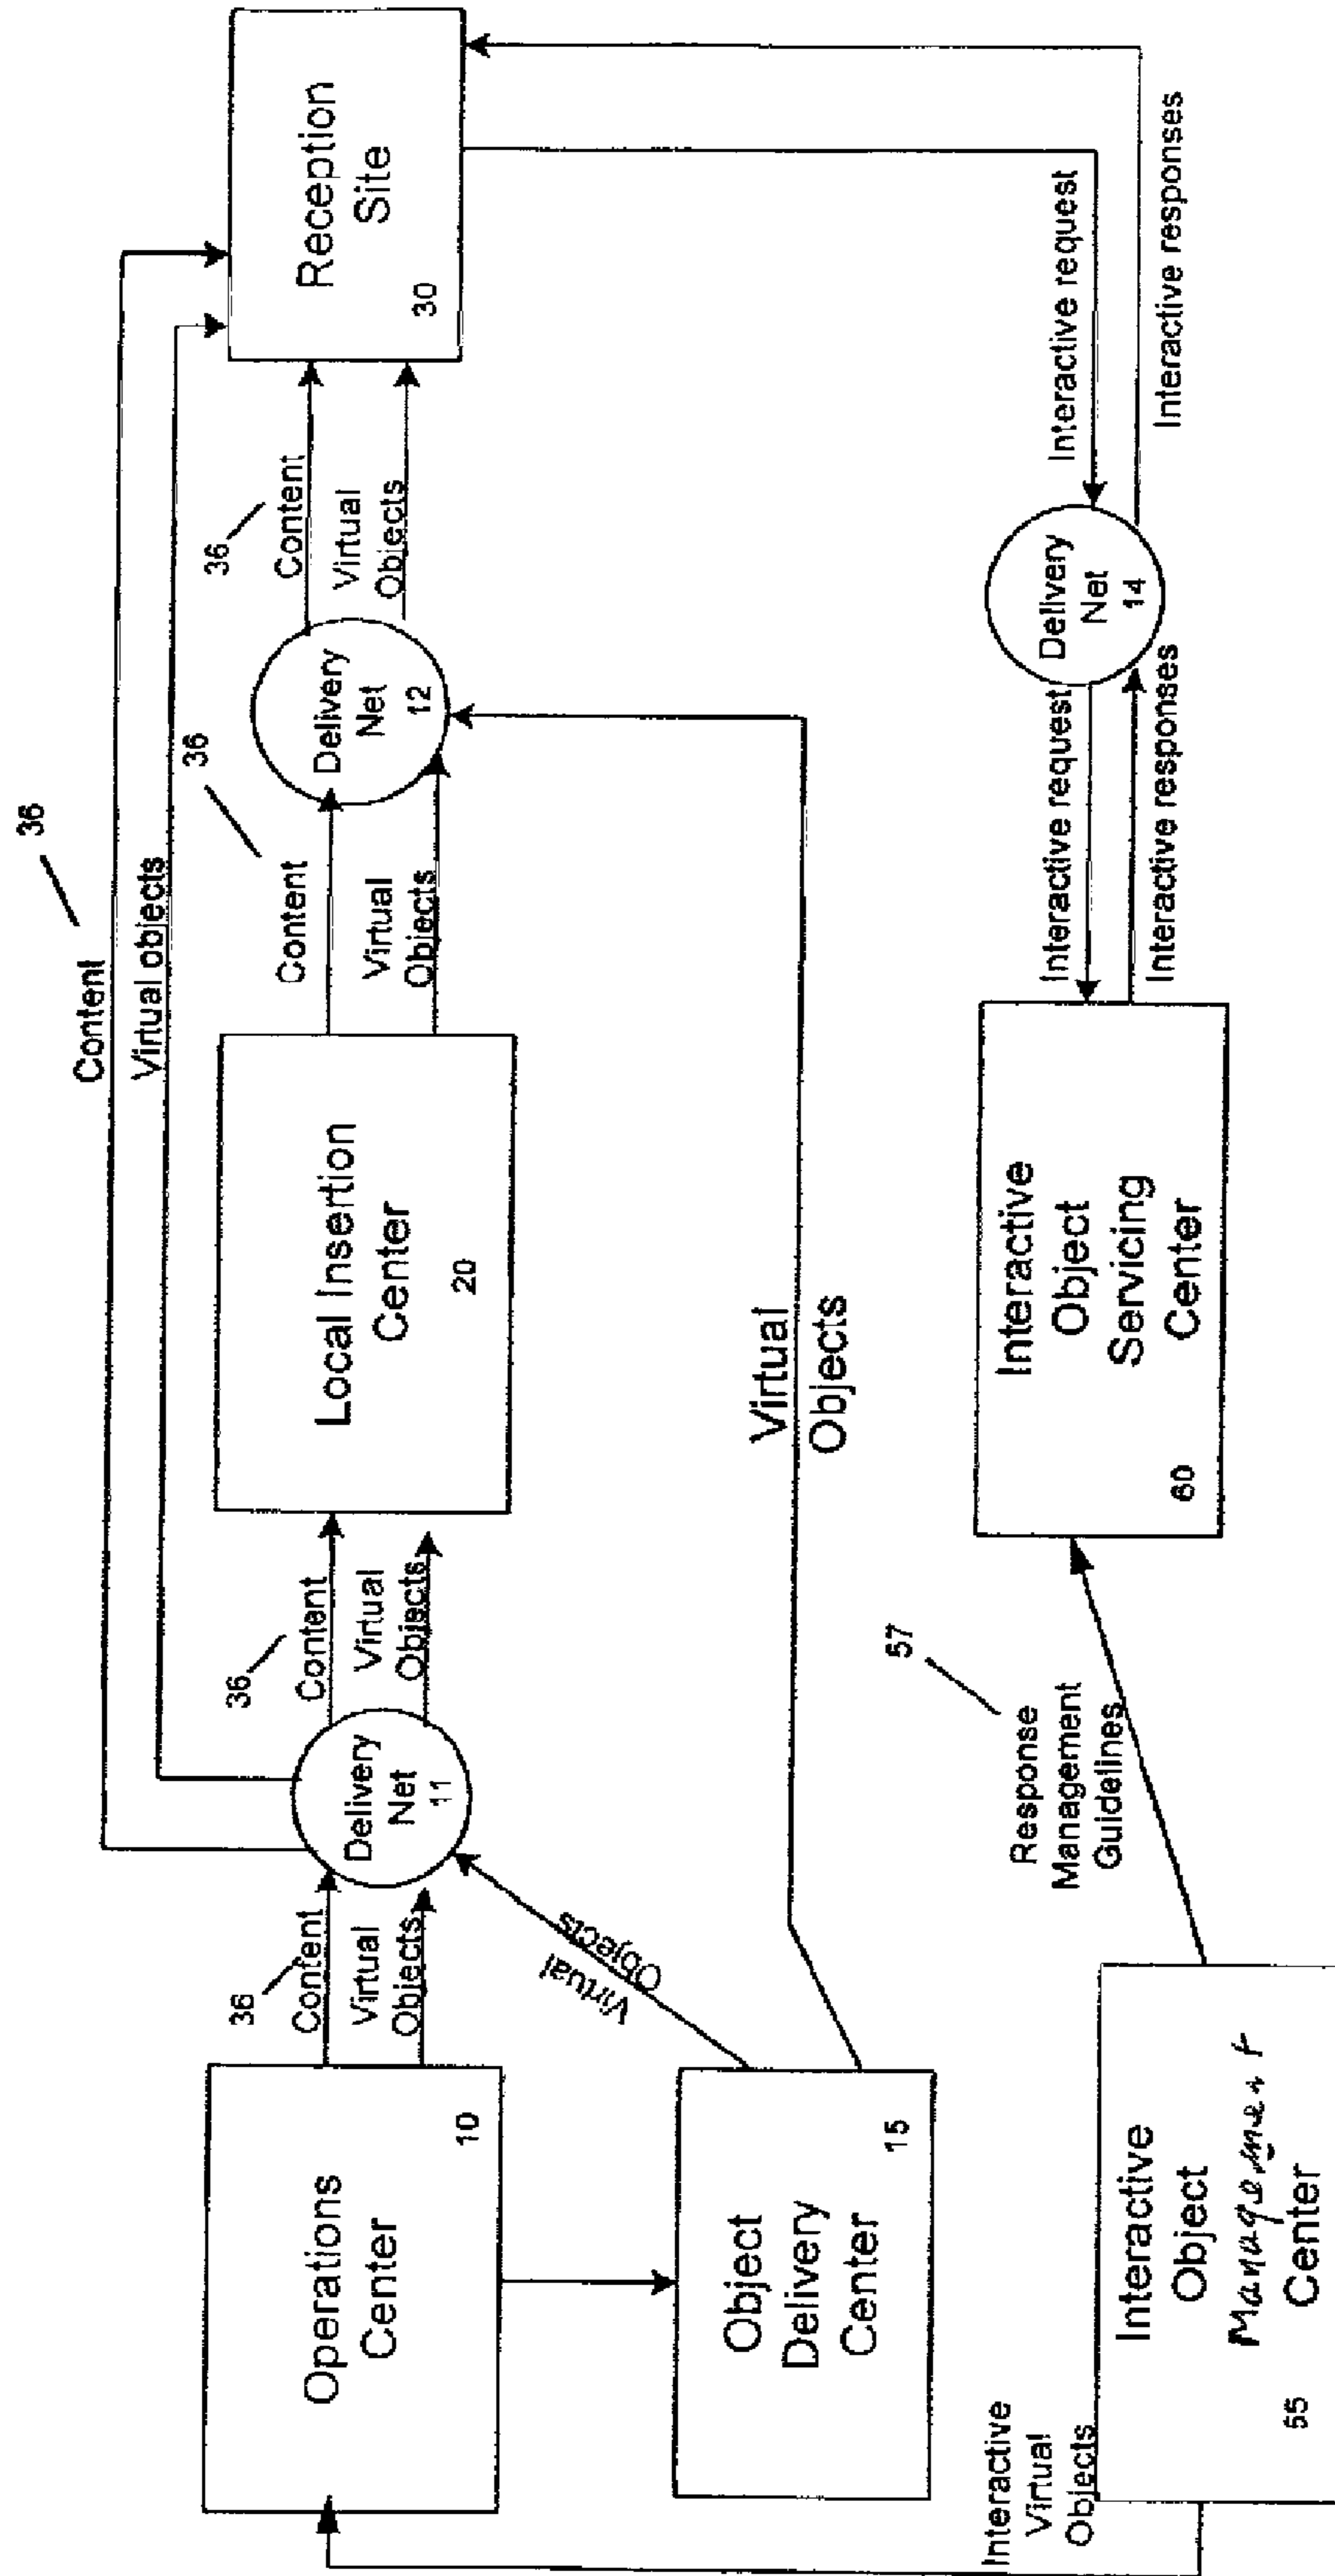 36
Content
Virtual objects
Operations
Center
10
36
Content
Virtual
Objects
Delivery
Net
11
36
Content
Virtual
Objects
Local Insertion
Center
20
36
Content
Virtual
Objects
Delivery
Net
12
36
Content
Virtual
Objects
Reception
Site
30
Object
Delivery
Center
15
Virtual
Objects
Virtual
Objects
Interactive
Virtual
Objects
Interactive
Object
Management
Center
55
57
Response
Management
Guidelines
Interactive
Object
Servicing
Center
60
Interactive request
Interactive responses
Delivery
Net
14
Interactive request
Interactive responses